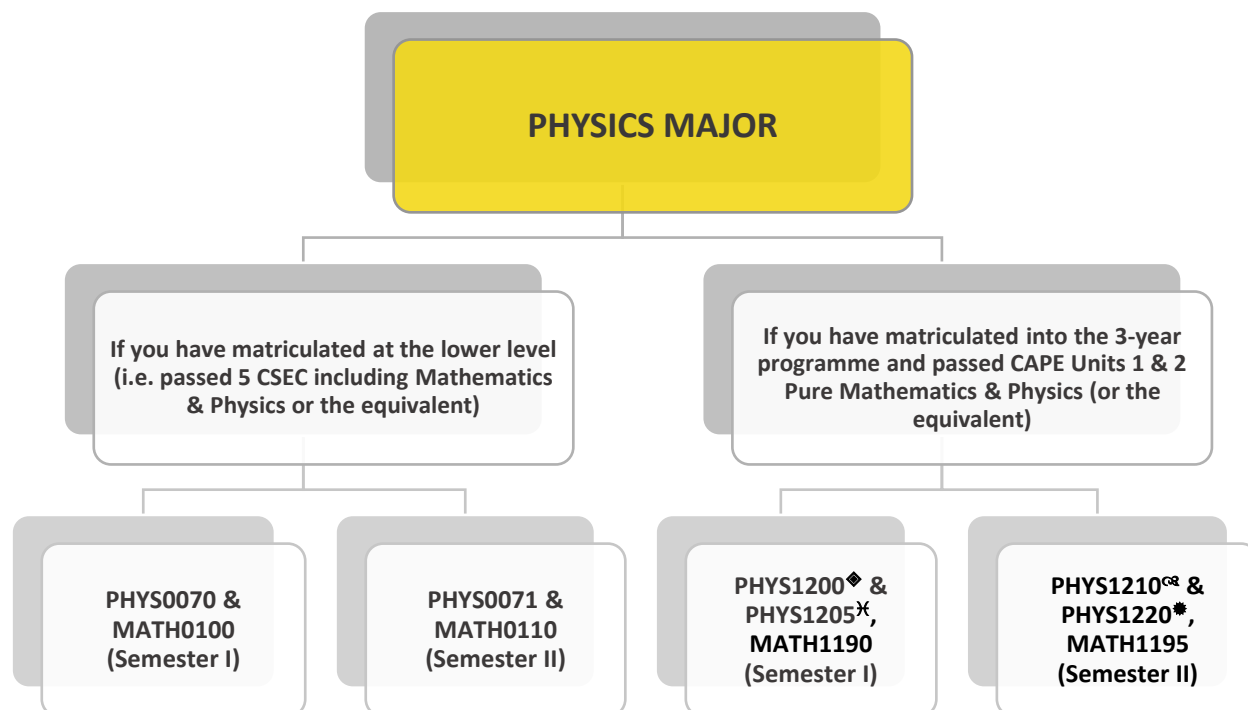 PHYSICS MAJOR
If you have matriculated at the lower level
(i.e. passed 5 CSEC including Mathematics
& Physics or the equivalent)
If you have matriculated into the 3-year
programme and passed CAPE Units 1 & 2
Pure Mathematics & Physics (or the
equivalent)
PHYS0070 &
MATH0100
(Semester I)
PHYS0071 &
MATH0110
(Semester II)
PHYS1200◈ &
PHYS1205♓,
MATH1190
(Semester I)
PHYS1210🙢 &
PHYS1220✹,
MATH1195
(Semester II)